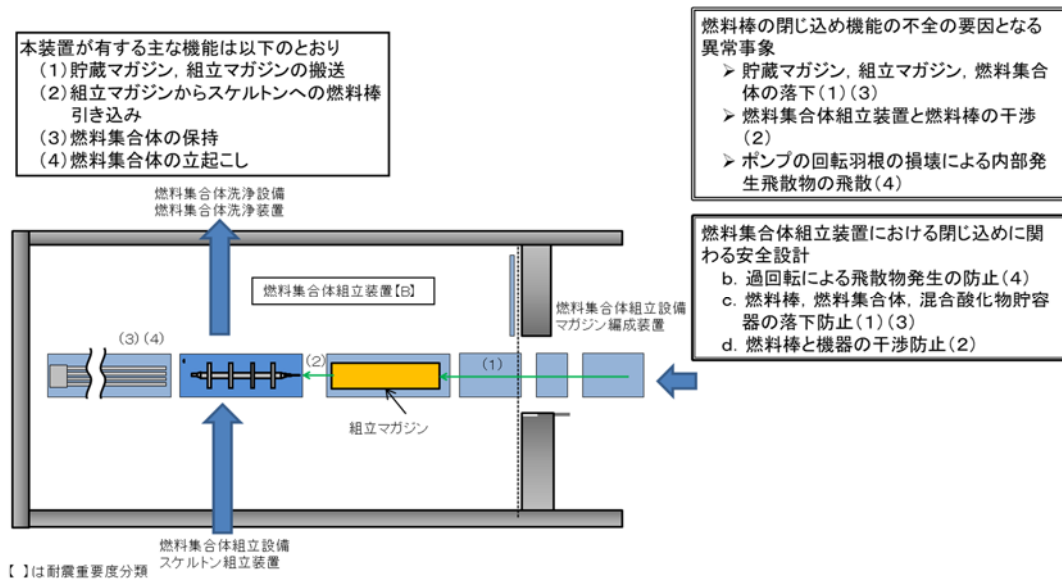 本装置が有する主な機能は以下のとおり
(1)貯蔵マガジン，組立マガジンの搬送
(2)組立マガジンからスケルトンへの燃料棒
引き込み
(3)燃料集合体の保持
(4)燃料集合体の立起こし
燃料棒の閉じ込め機能の不全の要因となる
異常事象
➢ 貯蔵マガジン，組立マガジン，燃料集合
体の落下(1)(3)
➢ 燃料集合体組立装置と燃料棒の干渉
(2)
➢ ポンプの回転羽根の損壊による内部発
生飛散物の飛散(4)
燃料集合体洗浄設備
燃料集合体洗浄装置
燃料集合体組立装置における閉じ込めに関
わる安全設計
b. 過回転による飛散物発生の防止(4)
c. 燃料棒，燃料集合体，混合酸化物貯容
器の落下防止(1)(3)
d. 燃料棒と機器の干渉防止(2)
燃料集合体組立装置【B】
燃料集合体組立設備
マガジン編成装置
(3)(4)
(2)
(1)
組立マガジン
燃料集合体組立設備
スケルトン組立装置
【 】は耐震重要度分類